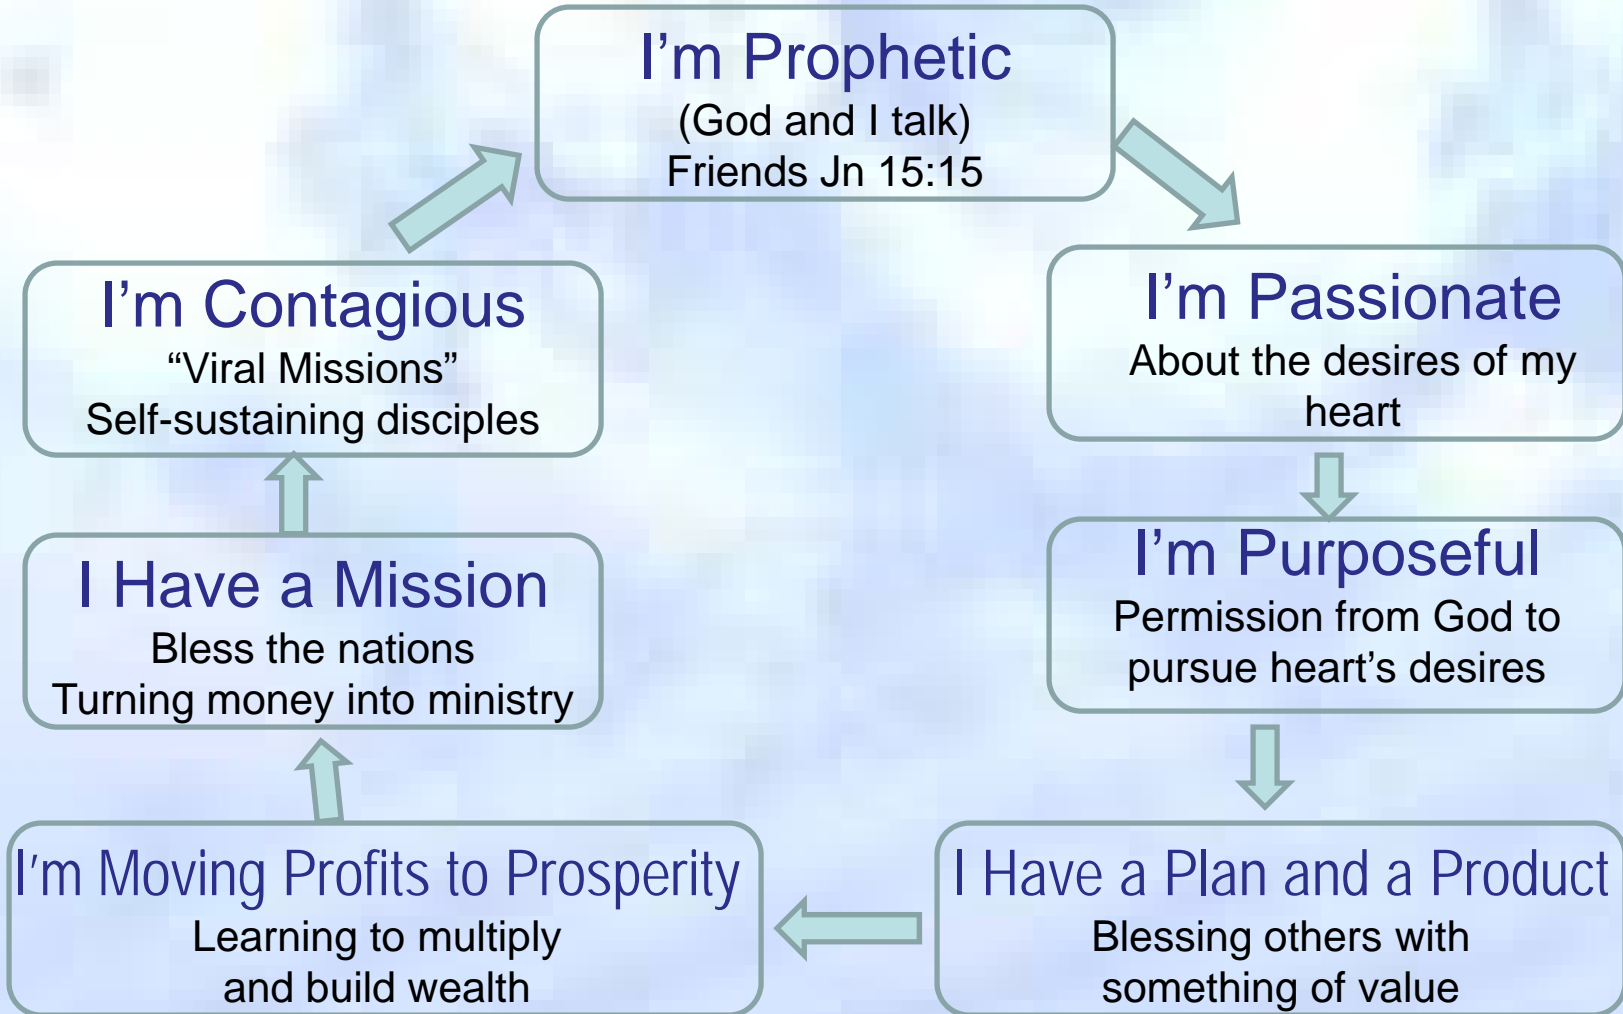 I’m Prophetic
(God and I talk)
Friends Jn 15:15
I’m Passionate
About the desires of my
heart
I’m Purposeful
Permission from God to
pursue heart’s desires
I Have a Plan and a Product
Blessing others with
something of value
I’m Moving Profits to Prosperity
Learning to multiply
and build wealth
I Have a Mission
Bless the nations
Turning money into ministry
I’m Contagious
“Viral Missions”
Self-sustaining disciples